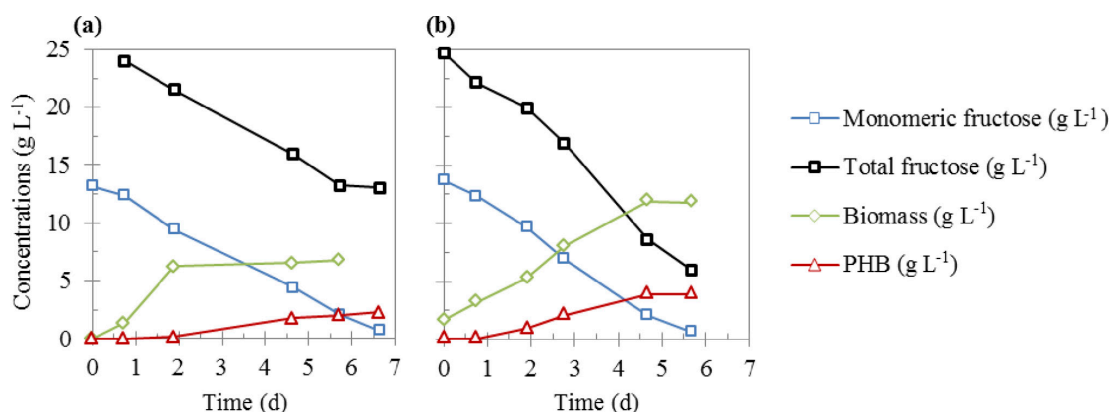 (a)
(b)
25
20
15
10
5
0
Concentrations (g L-1)
0 1 2 3 4 5 6 7
0 1 2 3 4 5 6 7
Time (d)
Time (d)
Monomeric fructose (g L-1)
Total fructose (g L-1)
Biomass (g L-1)
PHB (g L-1)